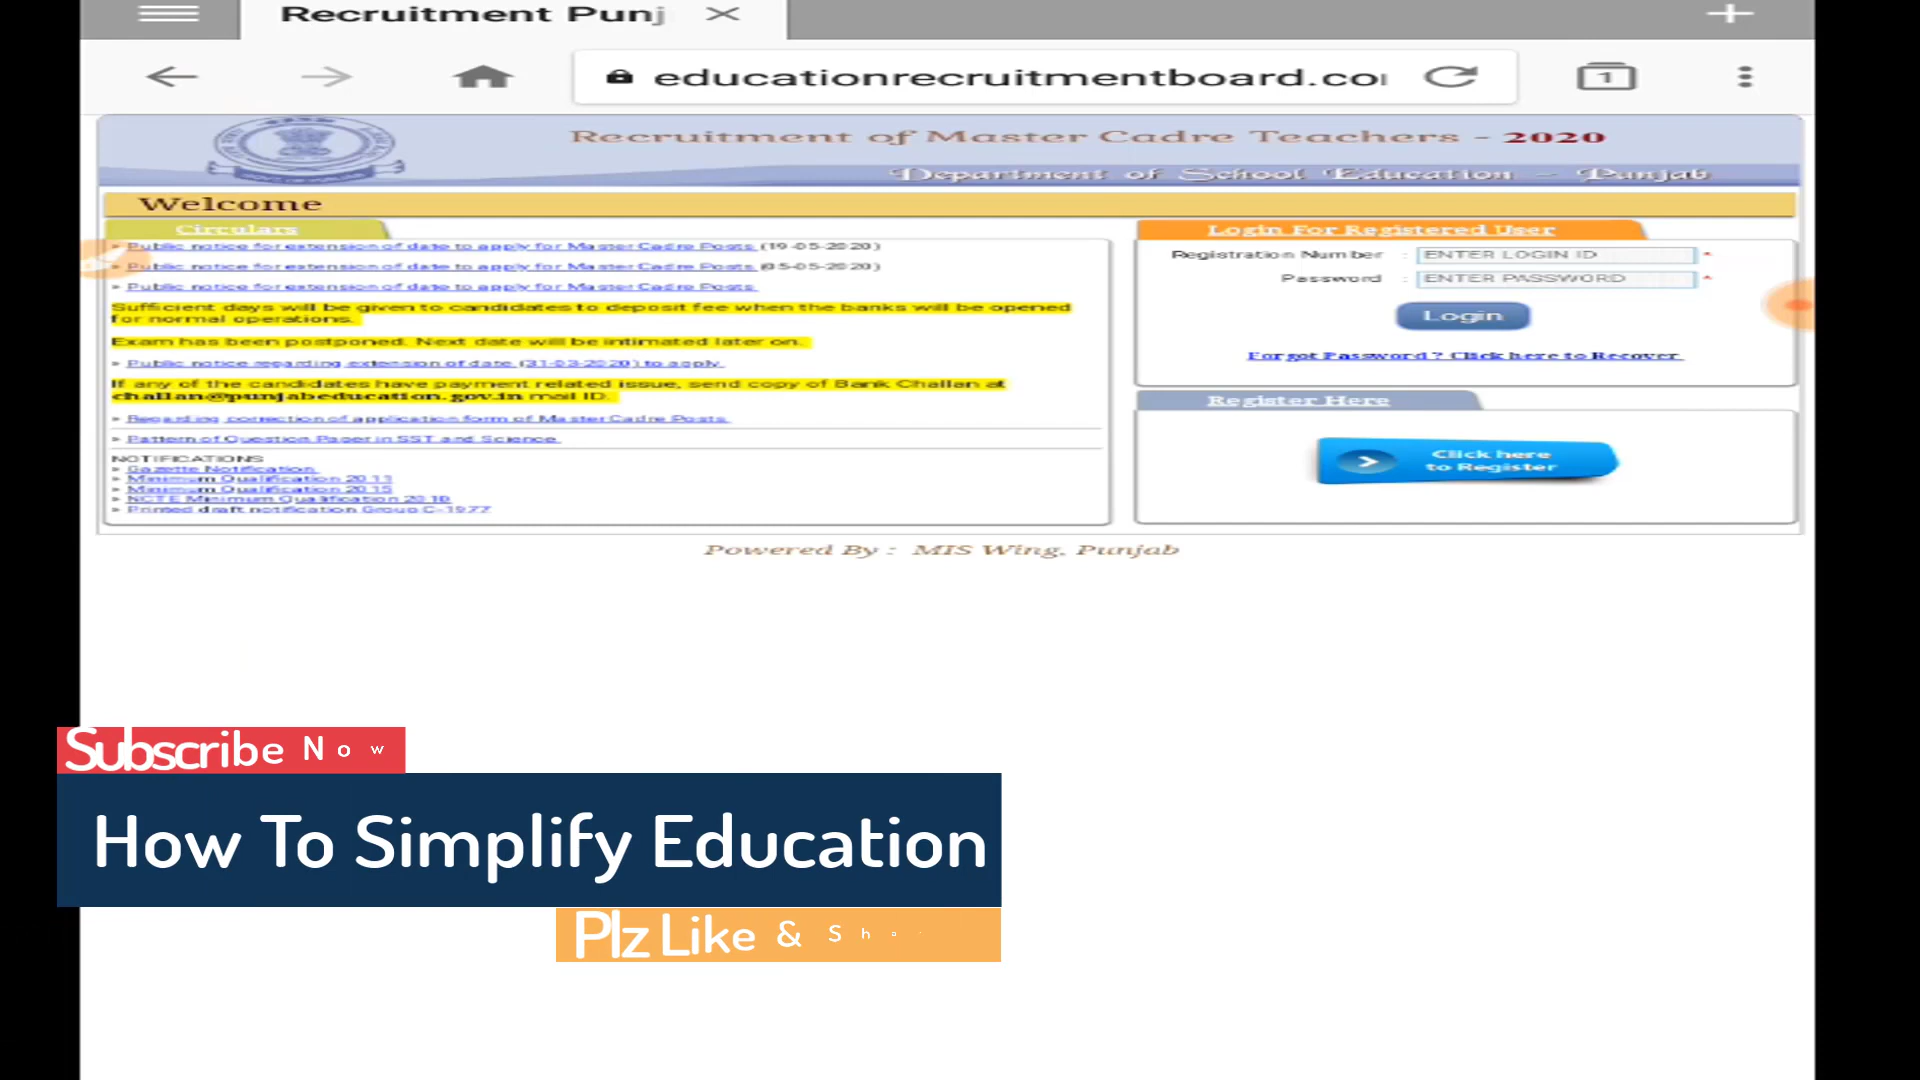 Recruitment Punj
educationrecruitmentboard.co
1
Recruitment of Master Cadre Teachers - 2020
Department of School Education - Punjab
Welcome
Circulars
Public notice for extension of date to apply for Master Cadre Posts (19-05-2020)
Public notice for extension of date to apply for Master Cadre Posts (05-05-2020)
Public notice for extension of date to apply for Master Cadre Posts
Sufficient days will be given to candidates to deposit fee when the banks will be opened
for normal operations.
Exam has been postponed. Next date will be intimated later on.
Public notice regarding extension of date (31-03-2020) to apply
If any of the candidates have payment related issue, send copy of Bank Challan at
challan@punjabeducation.gov.in mail ID.
Regarding correction of application form of Master Cadre Posts
Pattern of Question Paper in SST and Science
NOTIFICATIONS
Gazette Notification
Minimum Qualification 2011
Minimum Qualification 2015
NCTE Minimum Qualification 2010
Printed draft notification Group C-1977
Login For Registered User
Registration Number : ENTER LOGIN ID *
Password : ENTER PASSWORD *
Login
Forgot Password ? Click here to Recover
Register Here
Click here
to Register
Powered By : MIS Wing, Punjab
Subscribe Now
How To Simplify Education
Plz Like & Sh